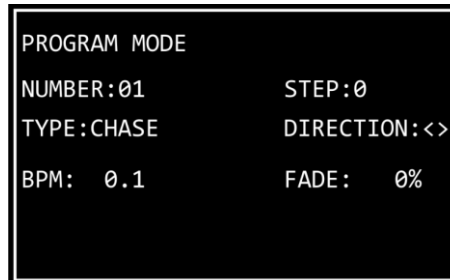 PROGRAM MODE
NUMBER:01 STEP:0
TYPE:CHASE DIRECTION:<>
BPM: 0.1 FADE: 0%